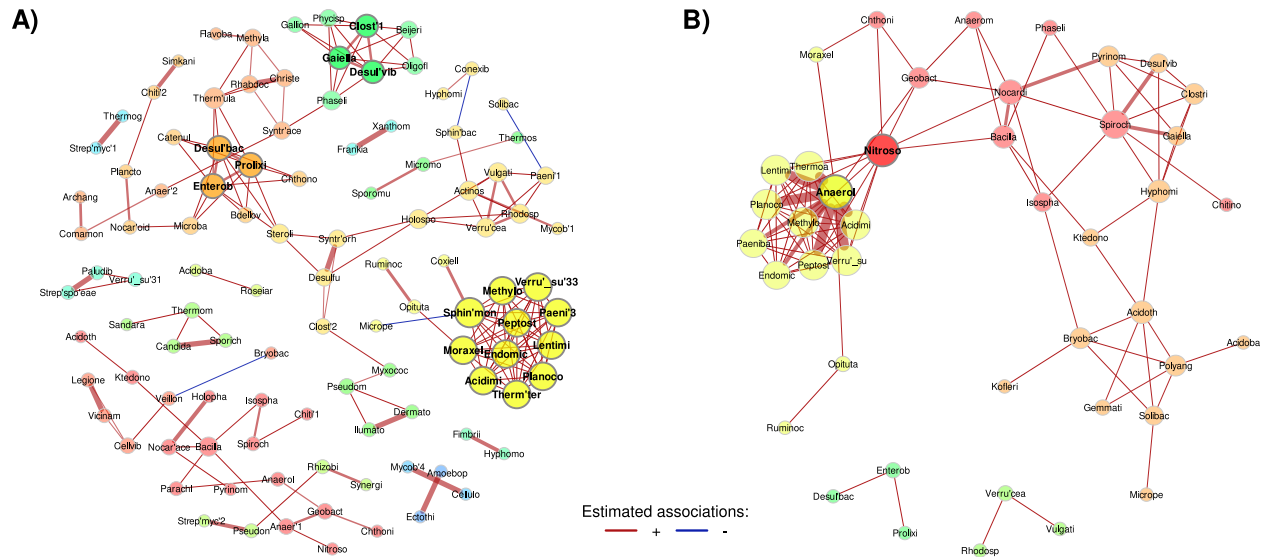 A)
Phycisp
Clost'1
Gallion
Beijeri
Flavoba
Methyla
Gaiella
Desul'vib
Oligofl
Simkani
Rhabdoc
Christe
Conexib
Chiti'2
Therm'ula
Phaseli
Hyphomi
Solibac
Thermog
Syntr'ace
Xanthom
Sphin'bac
Thermos
Strep'myc'1
Catenul
Desul'bac
Frankia
Prolixi
Micromo
Vulgati
Paeni'1
Plancto
Enterob
Chthono
Actinos
Archang
Anaer'2
Sporomu
Bdellov
Holospo
Rhodosp
Comamon
Nocar'oid
Microba
Steroli
Syntr'orh
Verru'cea
Mycob'1
Paludib
Verru'_su'31
Acidoba
Ruminoc
Coxiell
Strep'spo'eae
Roseiar
Desulfu
Verru'_su'33
Methylo
Thermom
Opituta
Sphin'mon
Paeni'3
Sandara
Clost'2
Micrope
Peptost
Acidoth
Candida
Sporich
Moraxel
Endomic
Lentimi
Bryobac
Ktedono
Myxococ
Acidimi
Planoco
Legione
Pseudom
Therm'ter
Veillon
Holopha
Isospha
Dermato
Vicinam
Chiti'1
Ilumato
Fimbrii
Cellvib
Nocar'ace
Bacilla
Spiroch
Hyphomo
Rhizobi
Mycob'4
Amoebop
Parachl
Pyrinom
Anaerol
Synergi
Cellulo
Strep'myc'2
Pseudon
Anaer'1
Geobact
Ectothi
Chthoni
Nitroso
B)
Chthoni
Anaerom
Phaseli
Moraxel
Pyrinom
Desul'vib
Geobact
Nocardi
Clostri
Spiroch
Bacilla
Gaiella
Nitroso
Lentimi
Thermoa
Anaerol
Hyphomi
Planoco
Isospha
Chitino
Methylo
Acidimi
Paeniba
Ktedono
Endomic
Peptost
Verru'_su
Acidoth
Bryobac
Acidoba
Opituta
Polyang
Kofleri
Gemmati
Solibac
Ruminoc
Enterob
Desul'bac
Verru'cea
Micrope
Prolixi
Vulgati
Rhodosp
Estimated associations:
+ -